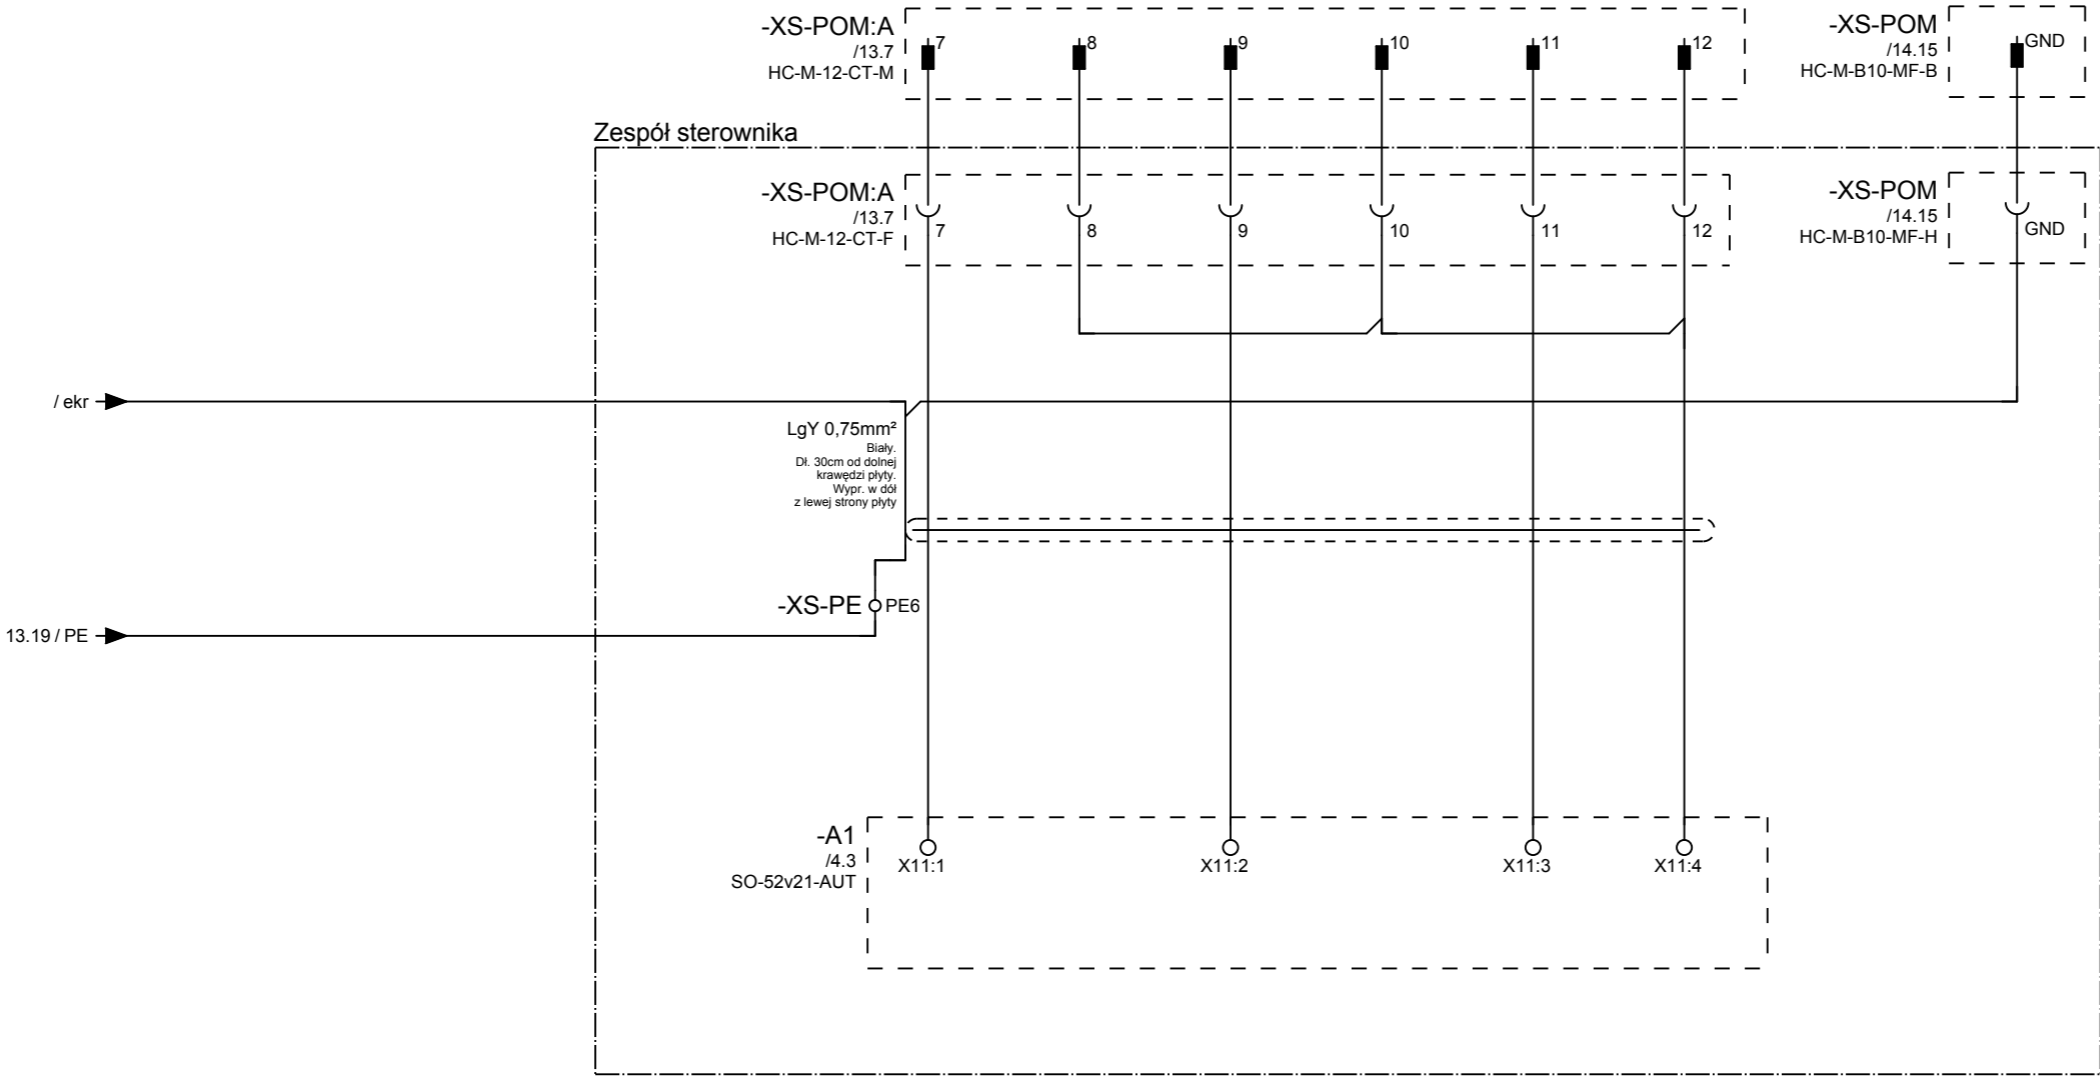 -XS-POM:A
/13.7
HC-M-12-CT-M
7
8
9
10
11
12
-XS-POM
/14.15
HC-M-B10-MF-B
GND
Zespół sterownika
-XS-POM:A
/13.7
HC-M-12-CT-F
7
8
9
10
11
12
-XS-POM
/14.15
HC-M-B10-MF-H
GND
/ ekr
LgY 0,75mm²
Biały.
Dł. 30cm od dolnej
krawędzi płyty.
Wypr. w dół
z lewej strony płyty
-XS-PE
PE6
13.19 / PE
-A1
/4.3
SO-52v21-AUT
X11:1
X11:2
X11:3
X11:4